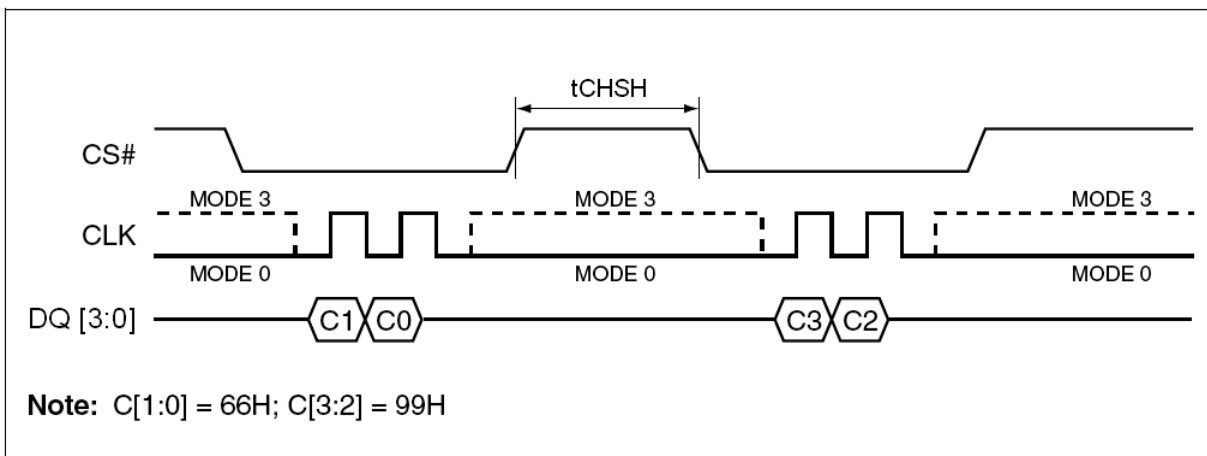 tCHSH
CS#
MODE 3 MODE 3 MODE 3
CLK
MODE 0 MODE 0 MODE 0
DQ [3:0] C1 C0 C3 C2
Note: C[1:0] = 66H; C[3:2] = 99H